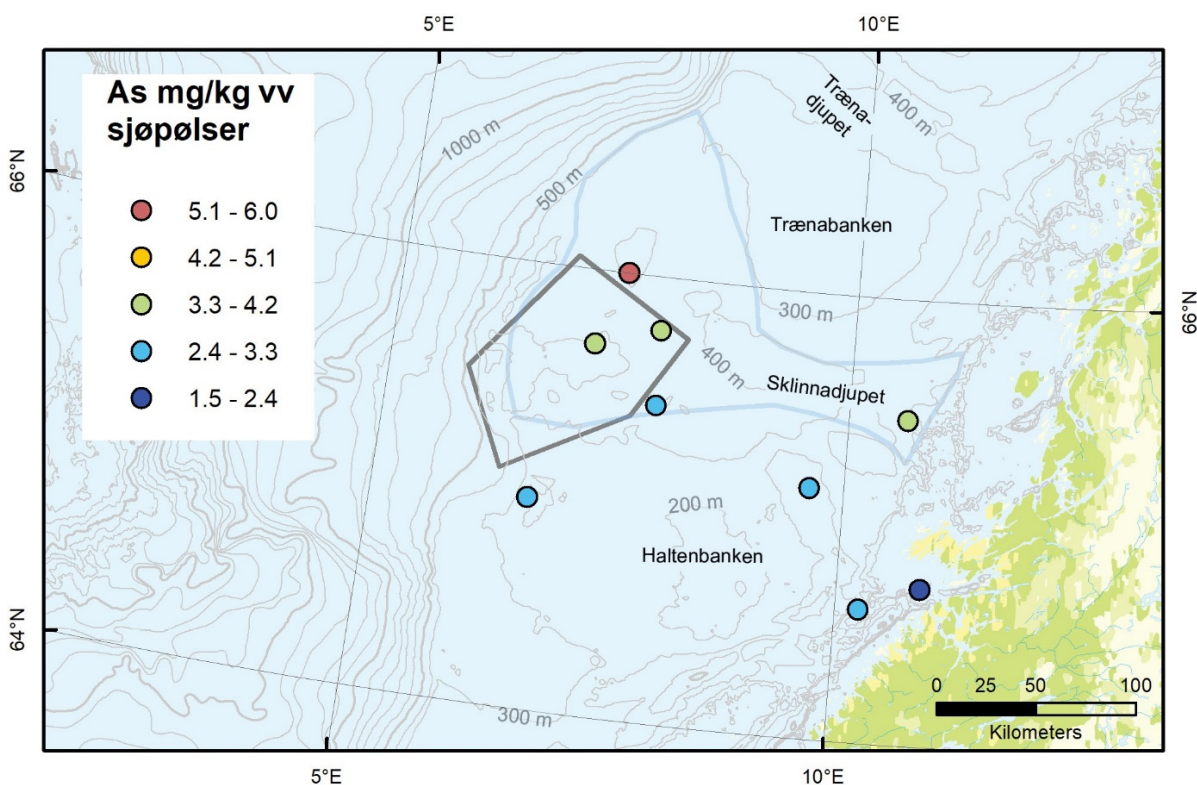 5°E
10°E
As mg/kg vv
sjøpølser
5.1 - 6.0
4.2 - 5.1
3.3 - 4.2
2.4 - 3.3
1.5 - 2.4
1000 m
500 m
Træna-
djupet
400 m
66°N
Trænabanken
300 m
66°N
400 m
Sklinnadjupet
200 m
Haltenbanken
64°N
300 m
0 25 50 100
Kilometers
5°E
10°E